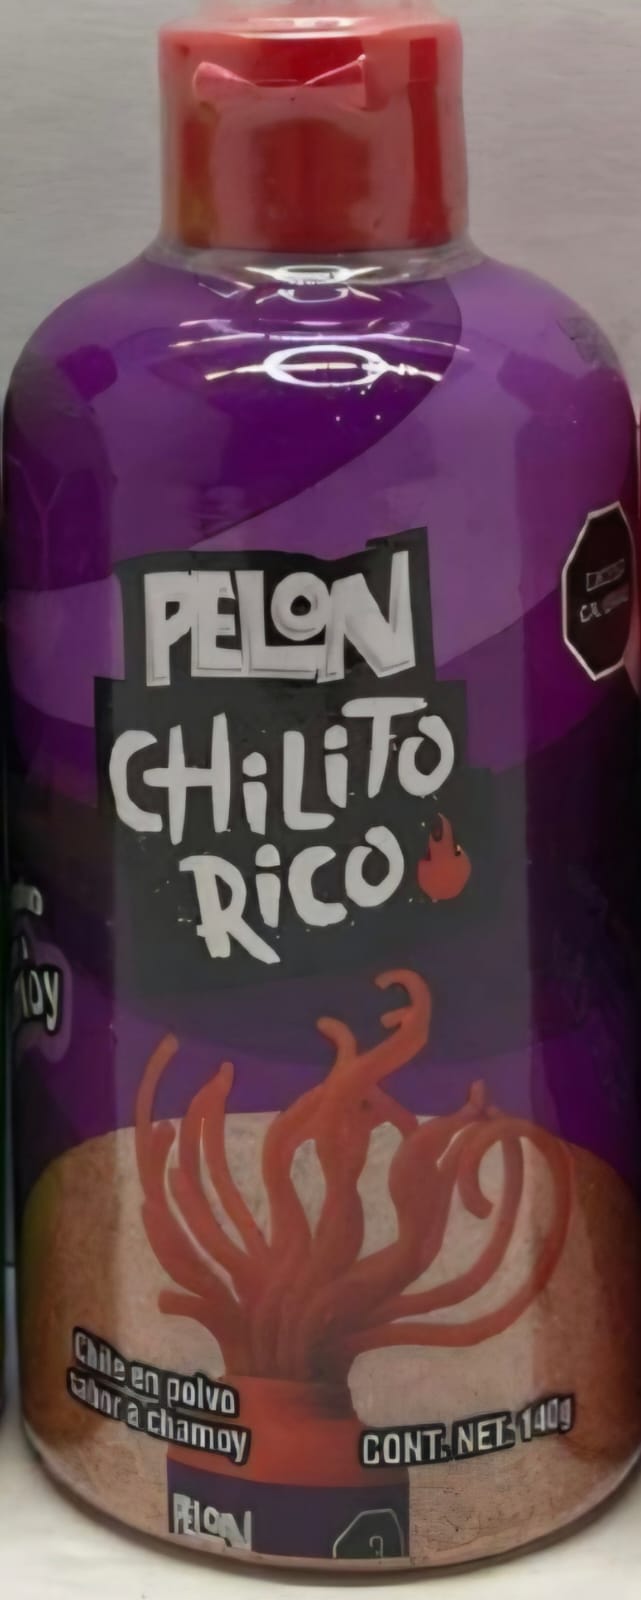 PELON
CHiLiTO
RiCO
Chile en polvo
sabor a chamoy
CONT. NET. 140g
PELON